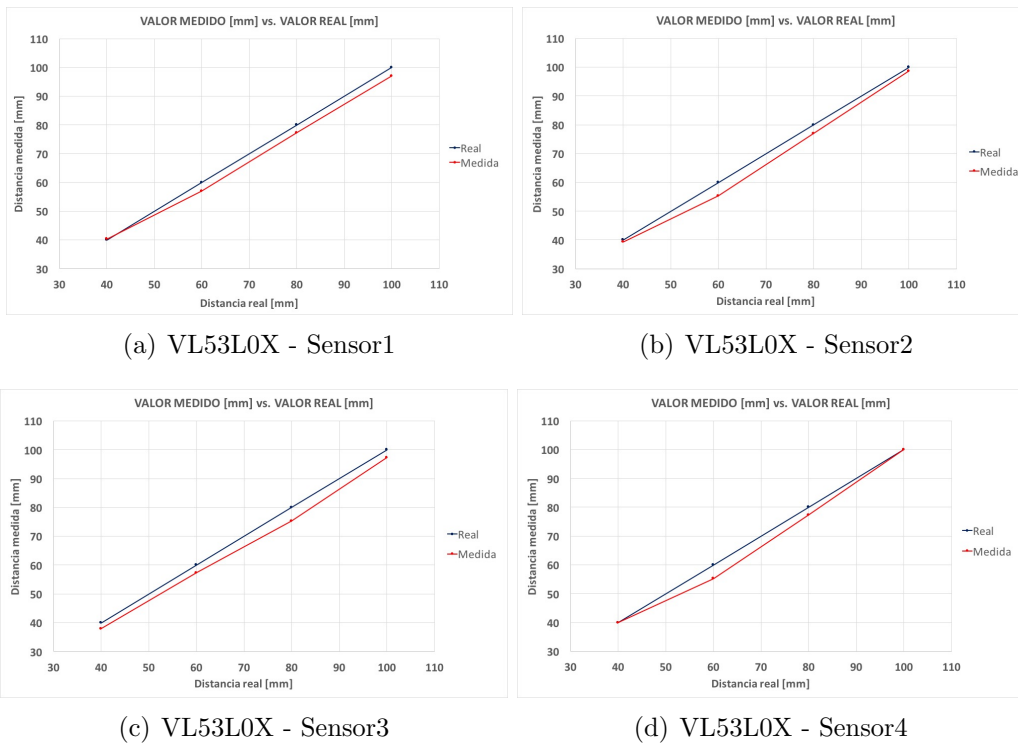 VALOR MEDIDO [mm] vs. VALOR REAL [mm]
110
100
90
80
70
60
50
40
30
Distancia medida [mm]
30 40 50 60 70 80 90 100 110
Distancia real [mm]
Real
Medida
(a) VL53L0X - Sensor1
VALOR MEDIDO [mm] vs. VALOR REAL [mm]
110
100
90
80
70
60
50
40
30
Distancia medida [mm]
30 40 50 60 70 80 90 100 110
Distancia real [mm]
Real
Medida
(b) VL53L0X - Sensor2
VALOR MEDIDO [mm] vs. VALOR REAL [mm]
110
100
90
80
70
60
50
40
30
Distancia medida [mm]
30 40 50 60 70 80 90 100 110
Distancia real [mm]
Real
Medida
(c) VL53L0X - Sensor3
VALOR MEDIDO [mm] vs. VALOR REAL [mm]
110
100
90
80
70
60
50
40
30
Distancia medida [mm]
30 40 50 60 70 80 90 100 110
Distancia real [mm]
Real
Medida
(d) VL53L0X - Sensor4